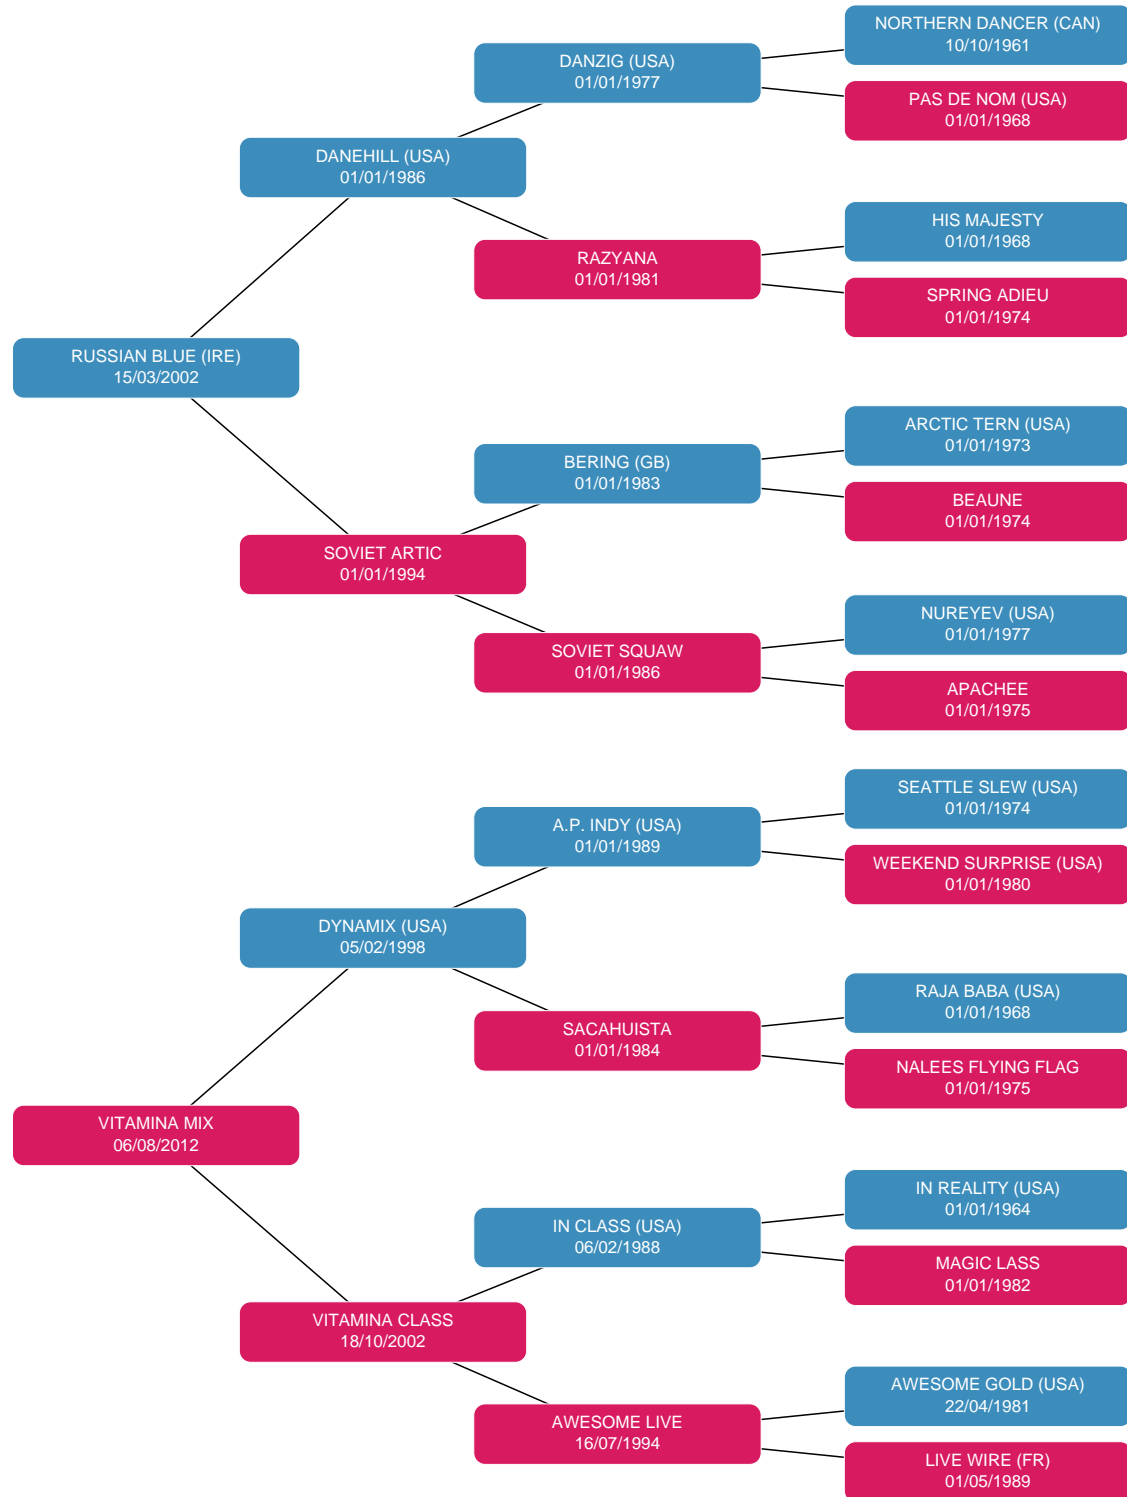 NORTHERN DANCER (CAN)
10/10/1961
DANZIG (USA)
01/01/1977
PAS DE NOM (USA)
01/01/1968
DANEHILL (USA)
01/01/1986
HIS MAJESTY
01/01/1968
RAZYANA
01/01/1981
SPRING ADIEU
01/01/1974
RUSSIAN BLUE (IRE)
15/03/2002
ARCTIC TERN (USA)
01/01/1973
BERING (GB)
01/01/1983
BEAUNE
01/01/1974
SOVIET ARTIC
01/01/1994
NUREYEV (USA)
01/01/1977
SOVIET SQUAW
01/01/1986
APACHEE
01/01/1975
SEATTLE SLEW (USA)
01/01/1974
A.P. INDY (USA)
01/01/1989
WEEKEND SURPRISE (USA)
01/01/1980
DYNAMIX (USA)
05/02/1998
RAJA BABA (USA)
01/01/1968
SACAHUISTA
01/01/1984
NALEES FLYING FLAG
01/01/1975
VITAMINA MIX
06/08/2012
IN REALITY (USA)
01/01/1964
IN CLASS (USA)
06/02/1988
MAGIC LASS
01/01/1982
VITAMINA CLASS
18/10/2002
AWESOME GOLD (USA)
22/04/1981
AWESOME LIVE
16/07/1994
LIVE WIRE (FR)
01/05/1989